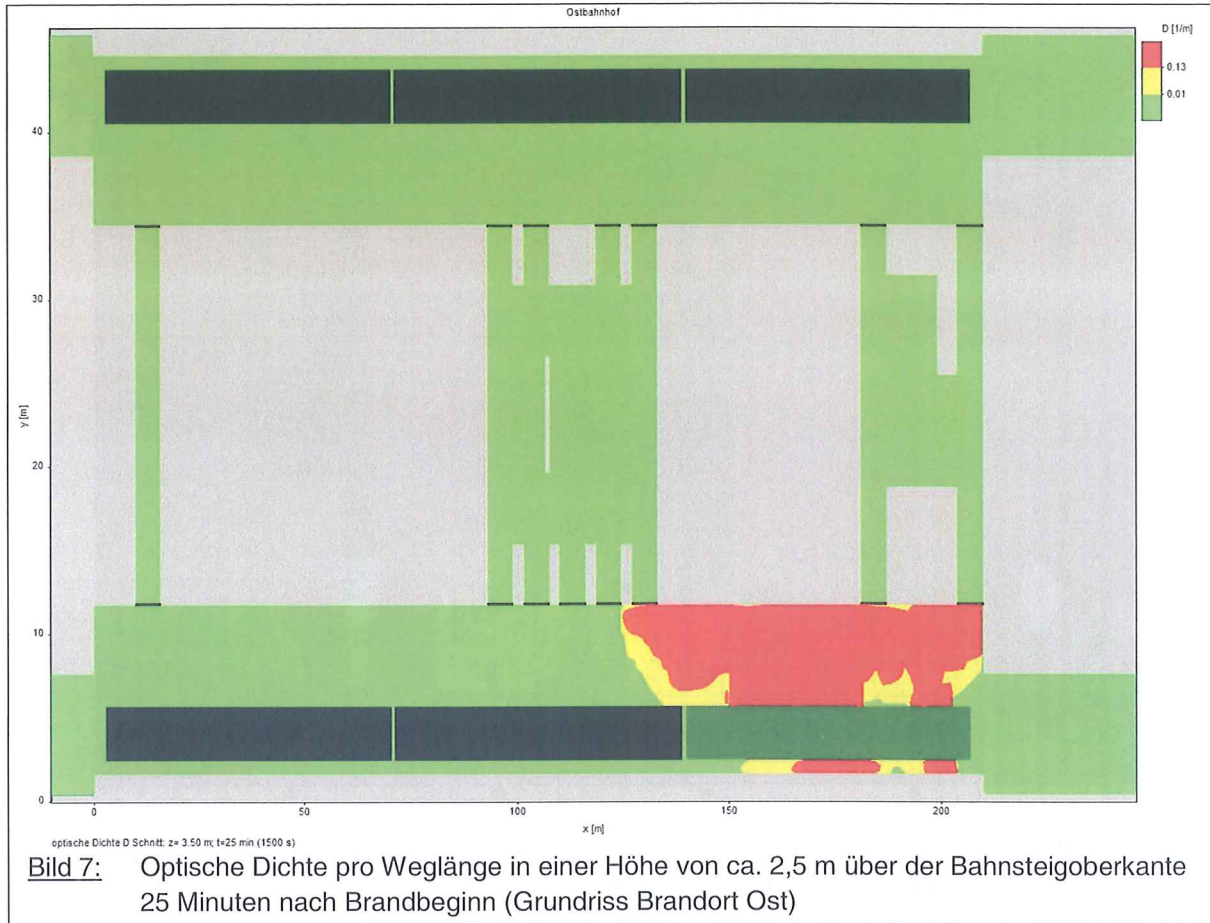 Ostbahnhof
D [1/m]
0.13
0.01
40
30
y [m]
20
10
0
0
50
100
150
200
x [m]
optische Dichte D Schnitt: z= 3.50 m; t=25 min (1500 s)
Bild 7: Optische Dichte pro Weglänge in einer Höhe von ca. 2,5 m über der Bahnsteigoberkante
25 Minuten nach Brandbeginn (Grundriss Brandort Ost)